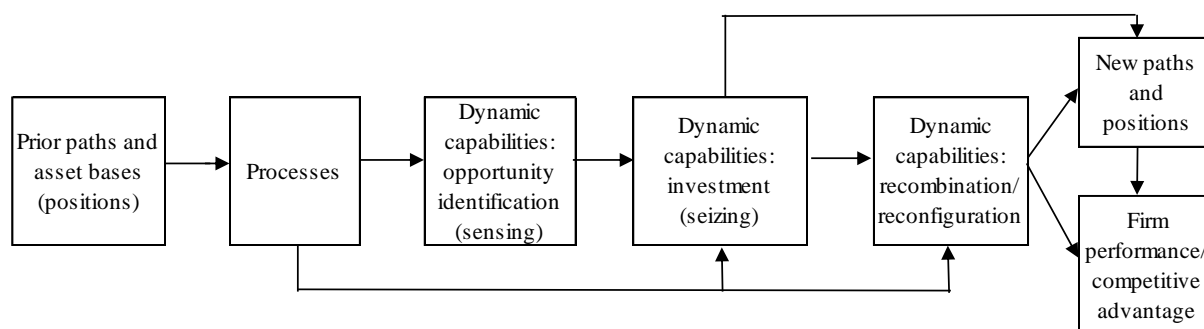 Prior paths and
asset bases
(positions)
Processes
Dynamic
capabilities:
opportunity
identification
(sensing)
Dynamic
capabilities:
investment
(seizing)
Dynamic
capabilities:
recombination/
reconfiguration
New paths
and
positions
Firm
performance/
competitive
advantage